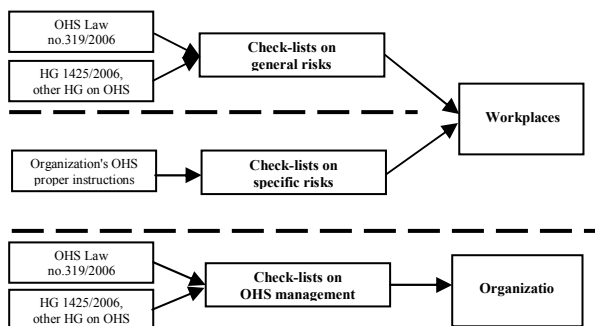 OHS Law
no.319/2006
HG 1425/2006,
other HG on OHS
Check-lists on
general risks
Workplaces
Organization's OHS
proper instructions
Check-lists on
specific risks
OHS Law
no.319/2006
HG 1425/2006,
other HG on OHS
Check-lists on
OHS management
Organizatio